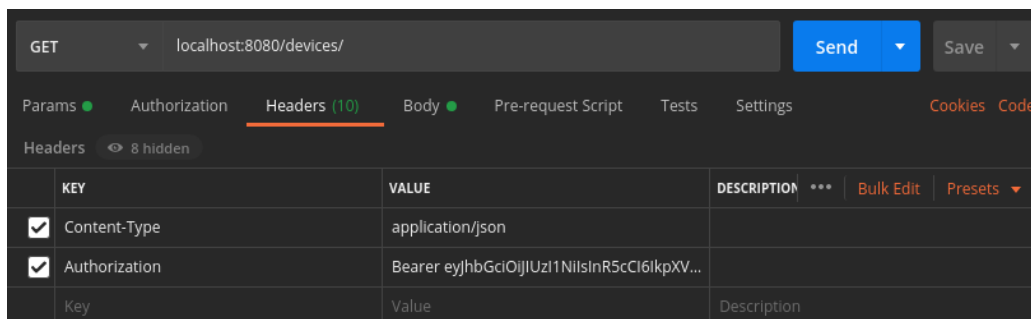 GET localhost:8080/devices/ Send Save
Params Authorization Headers (10) Body Pre-request Script Tests Settings Cookies Code
Headers 8 hidden
KEY VALUE DESCRIPTION ••• Bulk Edit Presets
Content-Type application/json
Authorization Bearer eyJhbGciOiJIUzI1NiIsInR5cCI6IkpXV...
Key Value Description